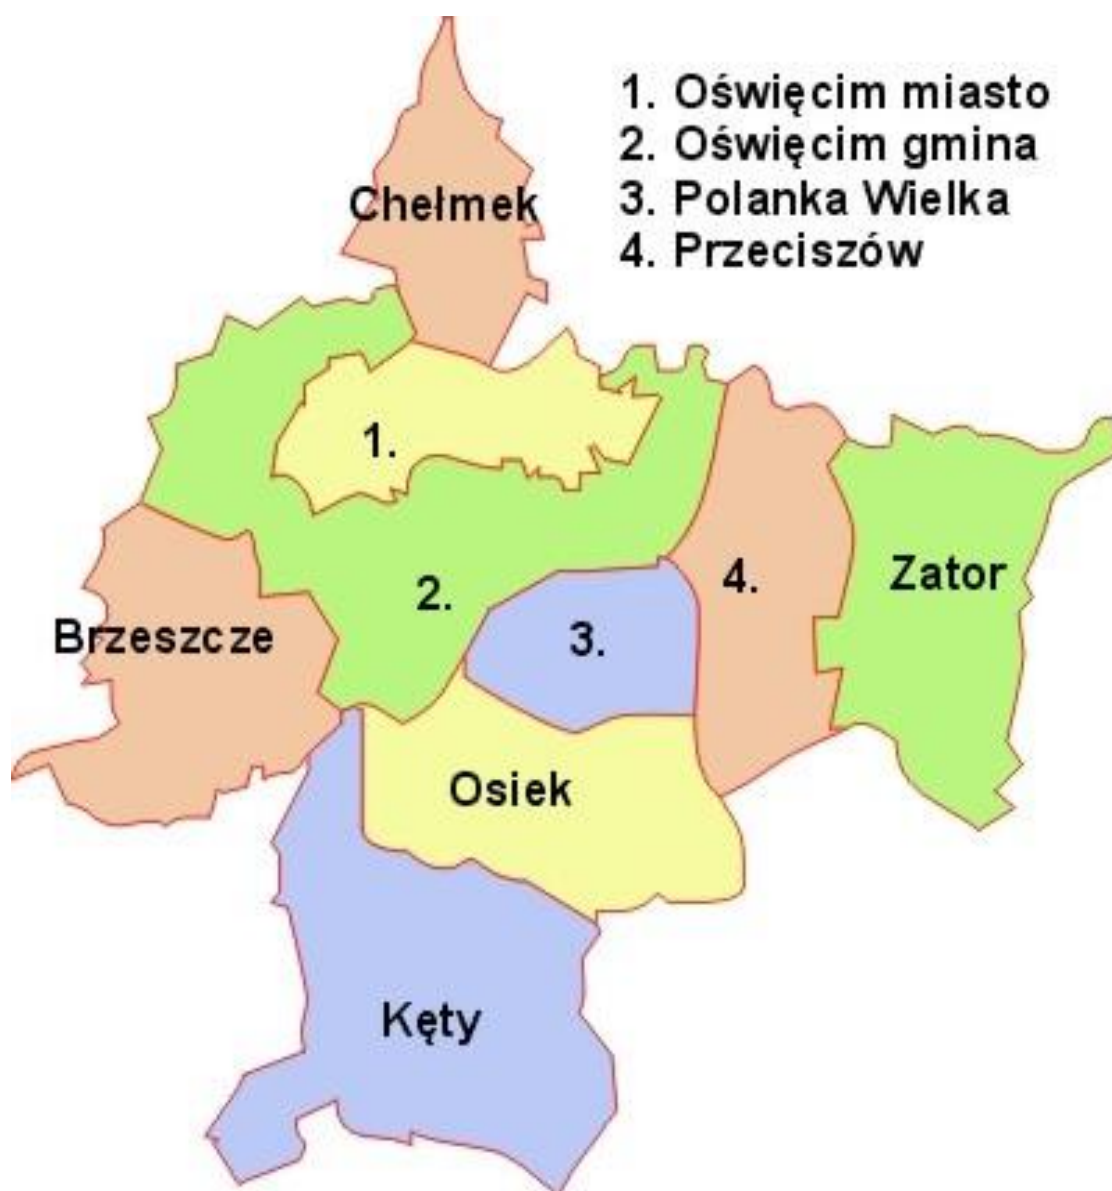 1. Oświęcim miasto
2. Oświęcim gmina
3. Polanka Wielka
4. Przeciszów
Chełmek
1.
2.
3.
4.
Zator
Brzeszcze
Osiek
Kęty